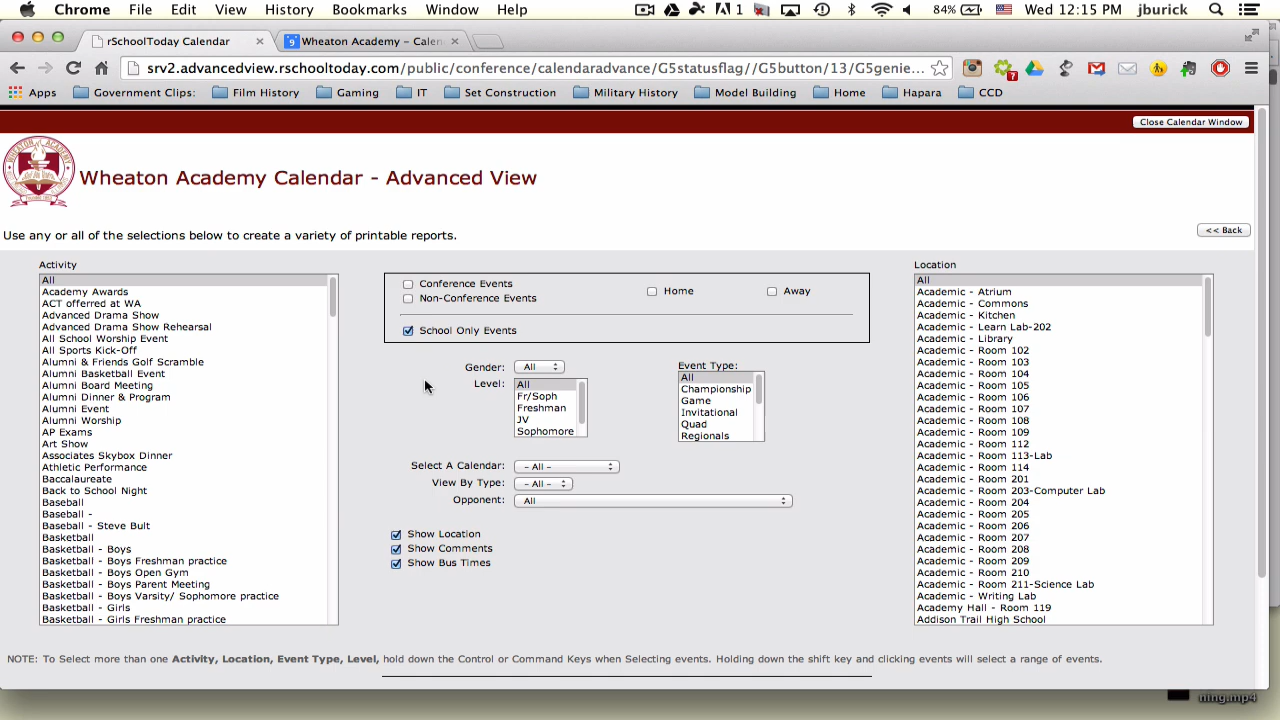 Chrome File Edit View History Bookmarks Window Help 1 84% Wed 12:15 PM jburick
rSchoolToday Calendar × 9 Wheaton Academy – Calen ×
srv2.advancedview.rschooltoday.com/public/conference/calendaradvance/G5statusflag//G5button/13/G5genie... 7
Apps Government Clips: Film History Gaming IT Set Construction Military History Model Building Home Hapara CCD
Close Calendar Window
WHEATON ACADEMY
Wheaton Academy Calendar - Advanced View
Use any or all of the selections below to create a variety of printable reports.
<< Back
Activity
All
Academy Awards
ACT offered at WA
Advanced Drama Show
Advanced Drama Show Rehearsal
All School Worship Event
All Sports Kick-Off
Alumni & Friends Golf Scramble
Alumni Basketball Event
Alumni Board Meeting
Alumni Dinner & Program
Alumni Event
Alumni Worship
AP Exams
Art Show
Associates Skybox Dinner
Athletic Performance
Baccalaureate
Back to School Night
Baseball
Baseball -
Baseball - Steve Bult
Basketball
Basketball - Boys
Basketball - Boys Freshman practice
Basketball - Boys Open Gym
Basketball - Boys Parent Meeting
Basketball - Boys Varsity/ Sophomore practice
Basketball - Girls
Basketball - Girls Freshman practice
Conference Events
Non-Conference Events
Home
Away
School Only Events
Gender: All
Level:
All
Fr/Soph
Freshman
JV
Sophomore
Event Type:
All
Championship
Game
Invitational
Quad
Regionals
Select A Calendar: - All -
View By Type: - All -
Opponent: All
Show Location
Show Comments
Show Bus Times
Location
All
Academic - Atrium
Academic - Commons
Academic - Kitchen
Academic - Learn Lab-202
Academic - Library
Academic - Room 102
Academic - Room 103
Academic - Room 104
Academic - Room 105
Academic - Room 106
Academic - Room 107
Academic - Room 108
Academic - Room 109
Academic - Room 112
Academic - Room 113-Lab
Academic - Room 114
Academic - Room 201
Academic - Room 203-Computer Lab
Academic - Room 204
Academic - Room 205
Academic - Room 206
Academic - Room 207
Academic - Room 208
Academic - Room 209
Academic - Room 210
Academic - Room 211-Science Lab
Academic - Writing Lab
Academy Hall - Room 119
Addison Trail High School
NOTE: To Select more than one Activity, Location, Event Type, Level, hold down the Control or Command Keys when Selecting events. Holding down the shift key and clicking events will select a range of events.
ning.mp4